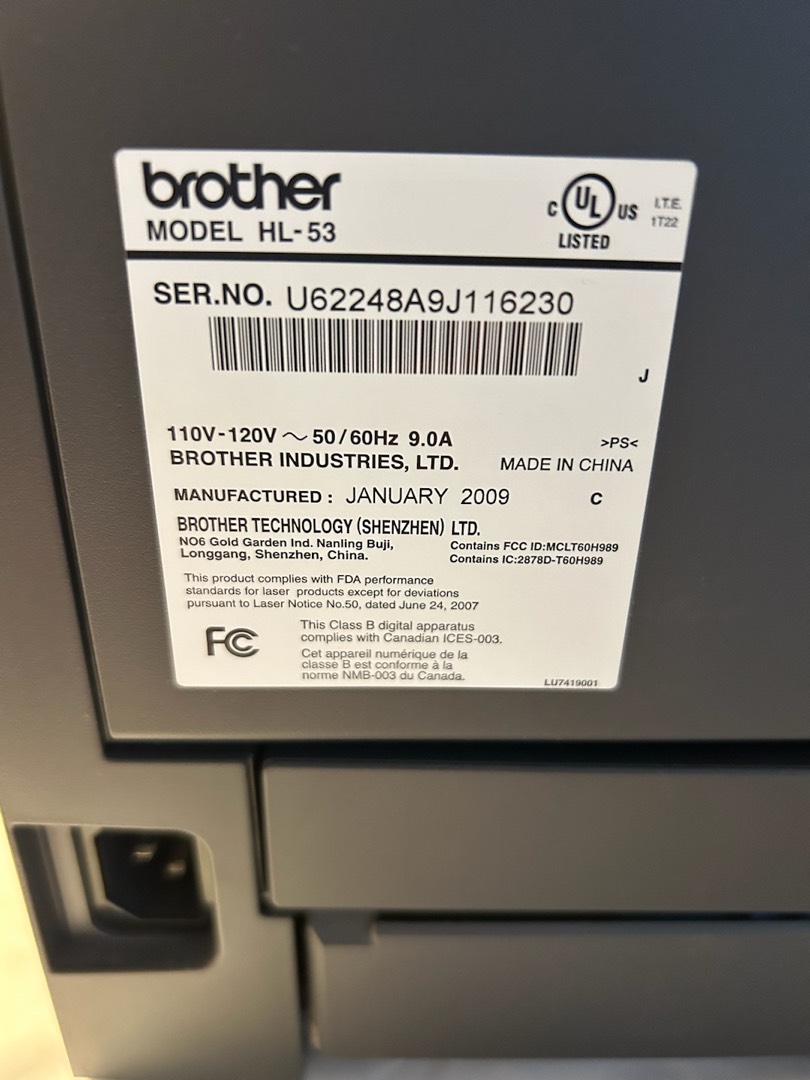 brother
MODEL HL-53
C UL US
LISTED
I.T.E.
1T22
SER.NO. U62248A9J116230
J
110V-120V ～ 50/60Hz 9.0A
>PS<
BROTHER INDUSTRIES, LTD. MADE IN CHINA
MANUFACTURED : JANUARY 2009 C
BROTHER TECHNOLOGY (SHENZHEN) LTD.
NO6 Gold Garden Ind. Nanling Buji,
Longgang, Shenzhen, China.
Contains FCC ID:MCLT60H989
Contains IC:2878D-T60H989
This product complies with FDA performance
standards for laser products except for deviations
pursuant to Laser Notice No.50, dated June 24, 2007
FC
This Class B digital apparatus
complies with Canadian ICES-003.
Cet appareil numérique de la
classe B est conforme à la
norme NMB-003 du Canada.
LU7419001